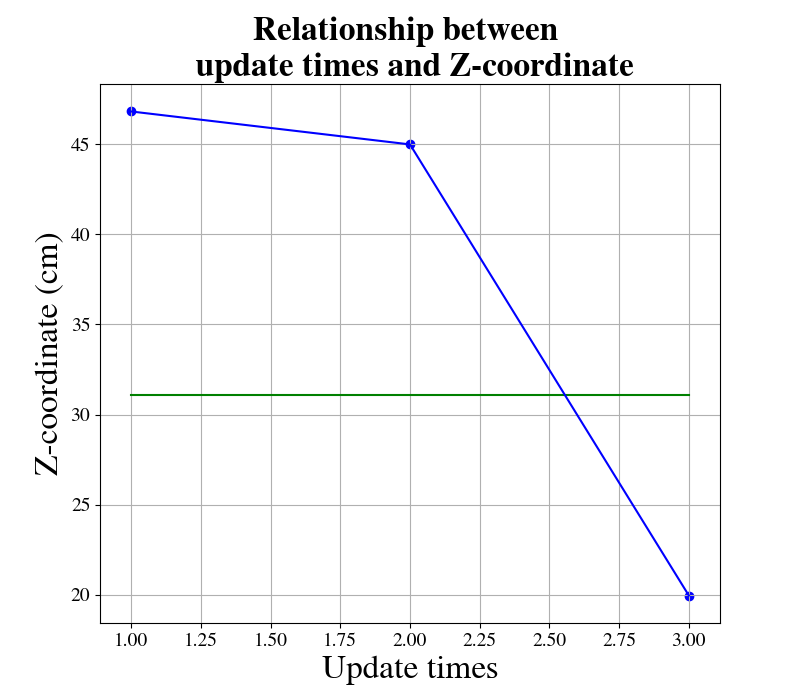 Relationship between
update times and Z-coordinate
Z-coordinate (cm)
45
40
35
30
25
20
1.00 1.25 1.50 1.75 2.00 2.25 2.50 2.75 3.00
Update times